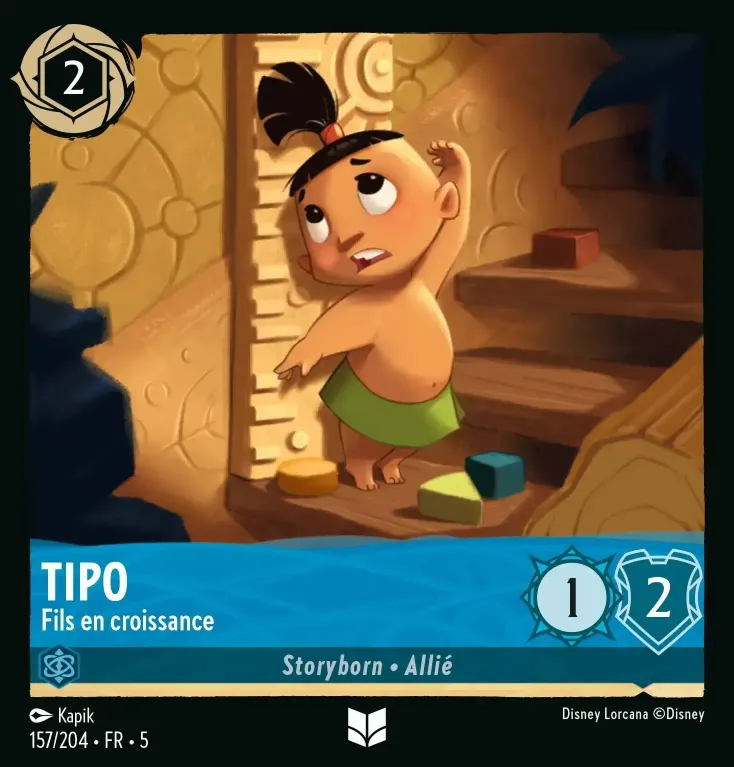 2
TIPO
Fils en croissance
1
2
Storyborn • Allié
Kapik
Disney Lorcana ©Disney
157/204 • FR • 5